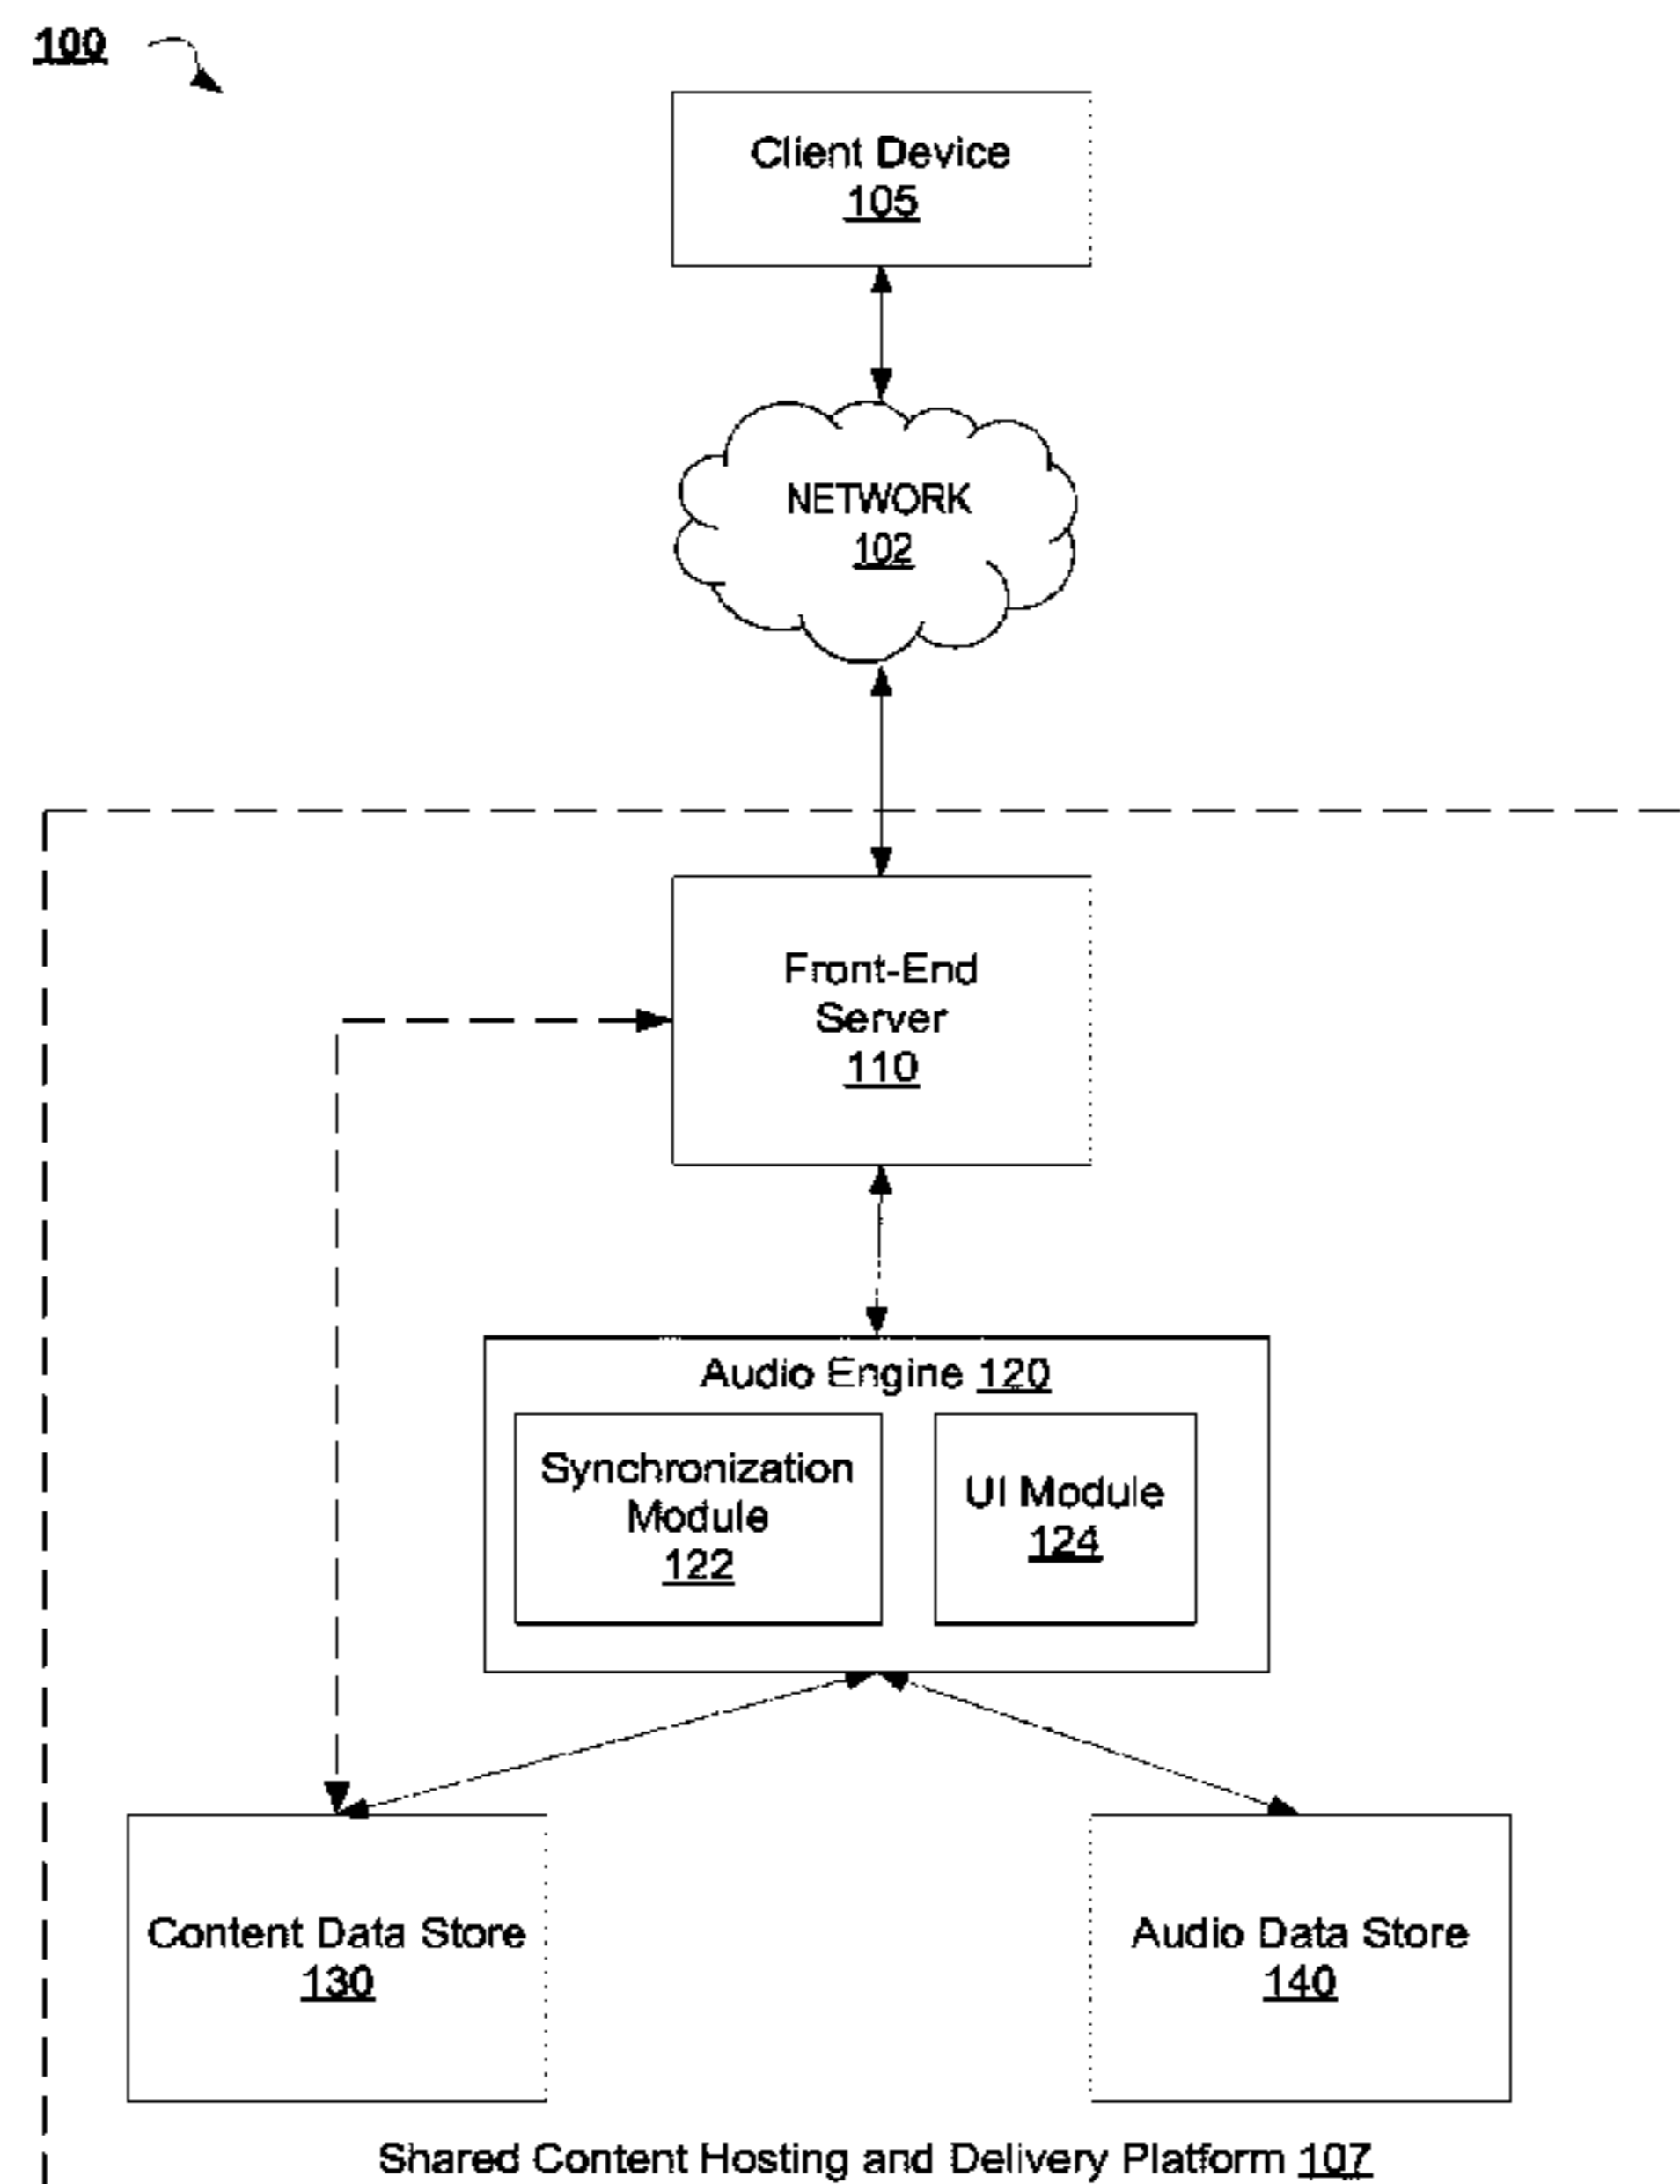 100
Client Device
105
NETWORK
102
Front-End
Server
110
Audio Engine 120
Synchronization
Module
122
UI Module
124
Content Data Store
130
Audio Data Store
140
Shared Content Hosting and Delivery Platform 107